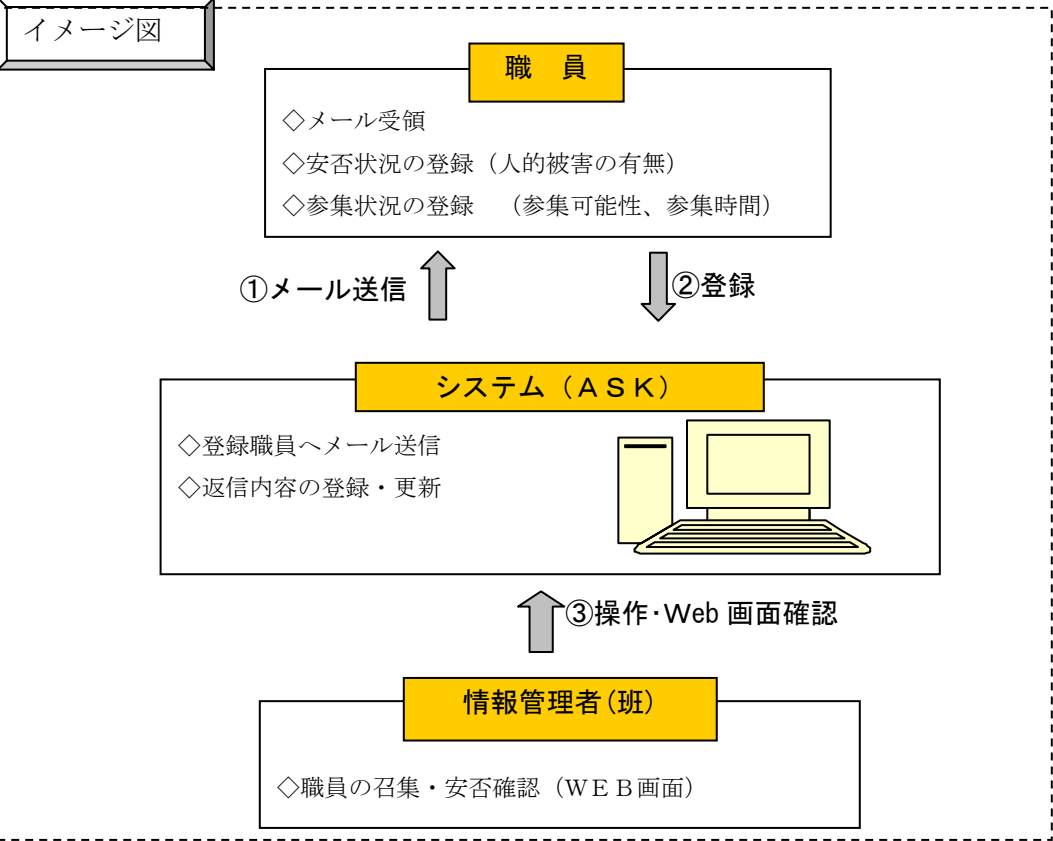 イメージ図
職　員
◇メール受領
◇安否状況の登録（人的被害の有無）
◇参集状況の登録　（参集可能性、参集時間）
①メール送信
②登録
システム（ＡＳＫ）
◇登録職員へメール送信
◇返信内容の登録・更新
③操作･Web 画面確認
情報管理者(班)
◇職員の召集・安否確認（ＷＥＢ画面）